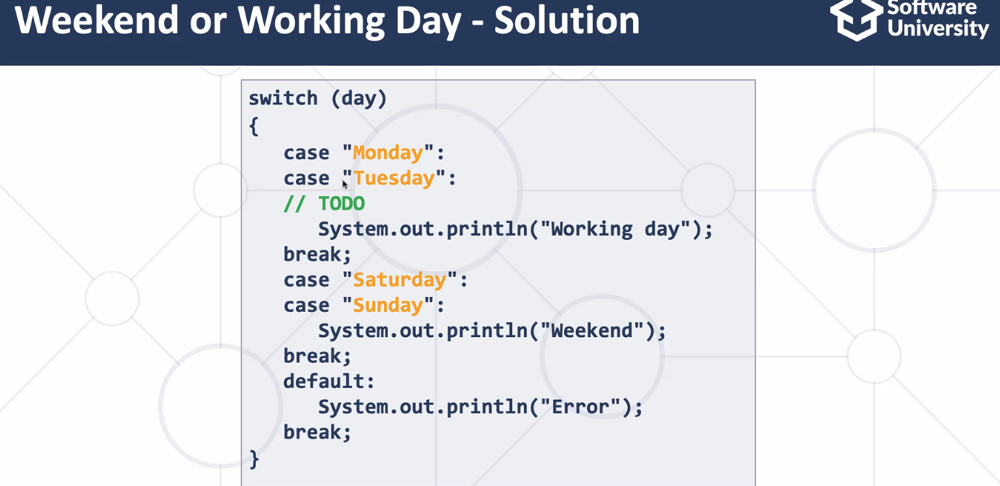 Weekend or Working Day - Solution
Software
University
switch (day)
{
case "Monday":
case "Tuesday":
// TODO
System.out.println("Working day");
break;
case "Saturday":
case "Sunday":
System.out.println("Weekend");
break;
default:
System.out.println("Error");
break;
}